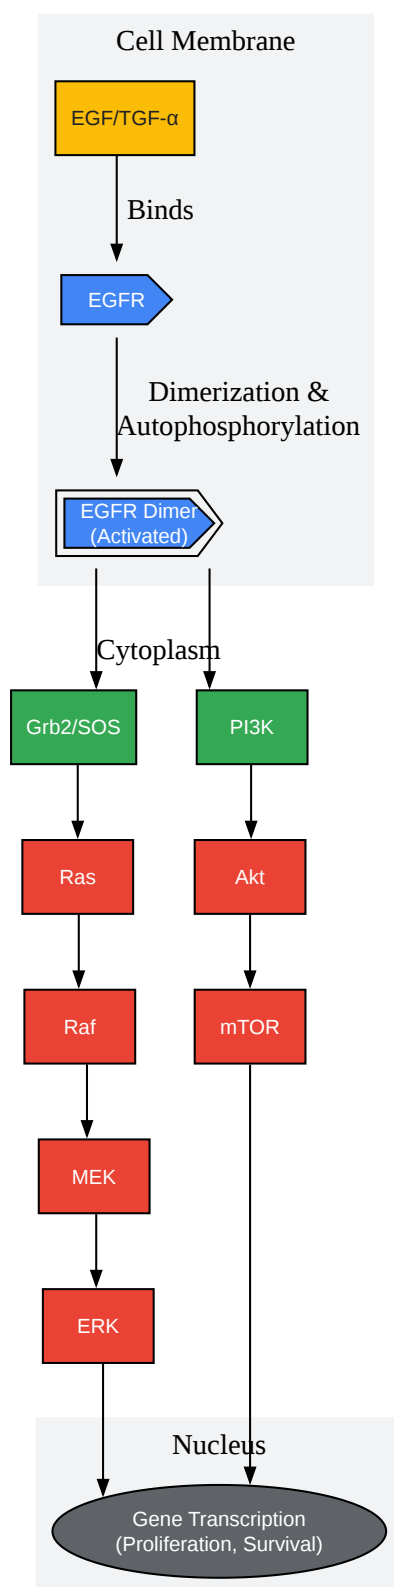 Cell Membrane
EGF/TGF-α
Binds
EGFR
Dimerization &
Autophosphorylation
EGFR Dimer
(Activated)
Cytoplasm
Grb2/SOS
PI3K
Ras
Akt
Raf
mTOR
MEK
ERK
Nucleus
Gene Transcription
(Proliferation, Survival)